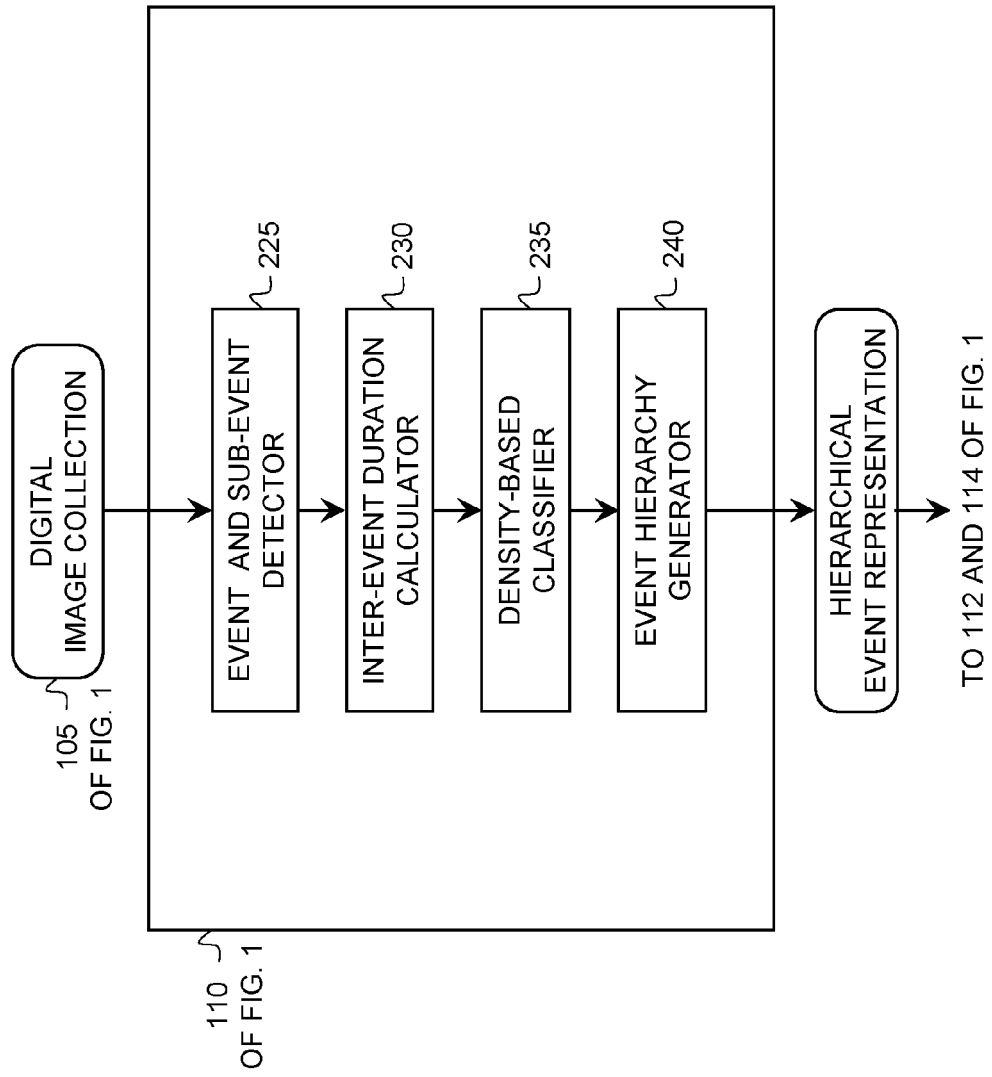 DIGITAL
IMAGE COLLECTION
105
OF FIG. 1
110
OF FIG. 1
EVENT AND SUB-EVENT
DETECTOR
225
INTER-EVENT DURATION
CALCULATOR
230
DENSITY-BASED
CLASSIFIER
235
EVENT HIERARCHY
GENERATOR
240
HIERARCHICAL
EVENT REPRESENTATION
TO 112 AND 114 OF FIG. 1